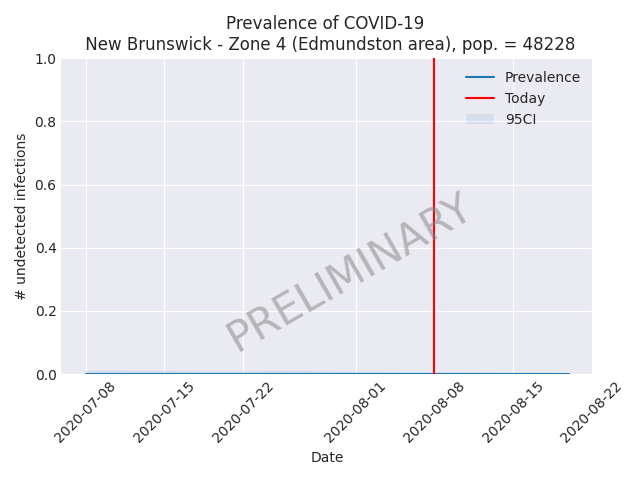 Prevalence of COVID-19
New Brunswick - Zone 4 (Edmundston area), pop. = 48228
Prevalence
Today
95CI
# undetected infections
1.0
0.8
0.6
0.4
0.2
0.0
PRELIMINARY
2020-07-08
2020-07-15
2020-07-22
2020-08-01
2020-08-08
2020-08-15
2020-08-22
Date